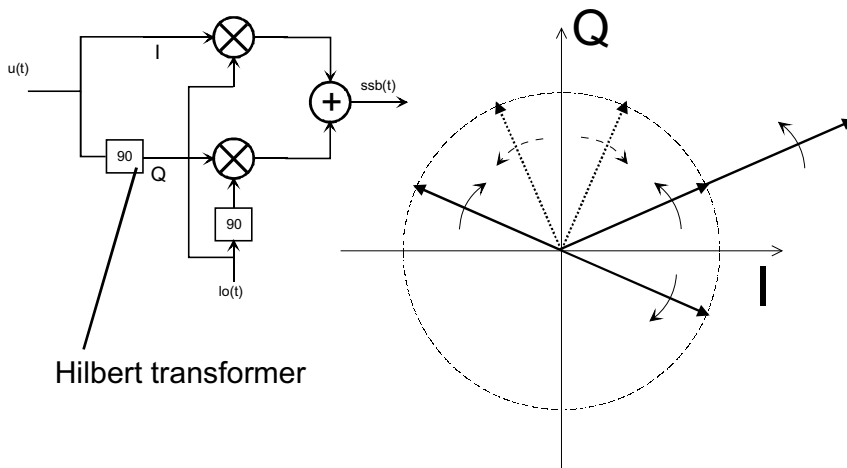 I
u(t)
ssb(t)
+
90
Q
90
lo(t)
Hilbert transformer
Q
I